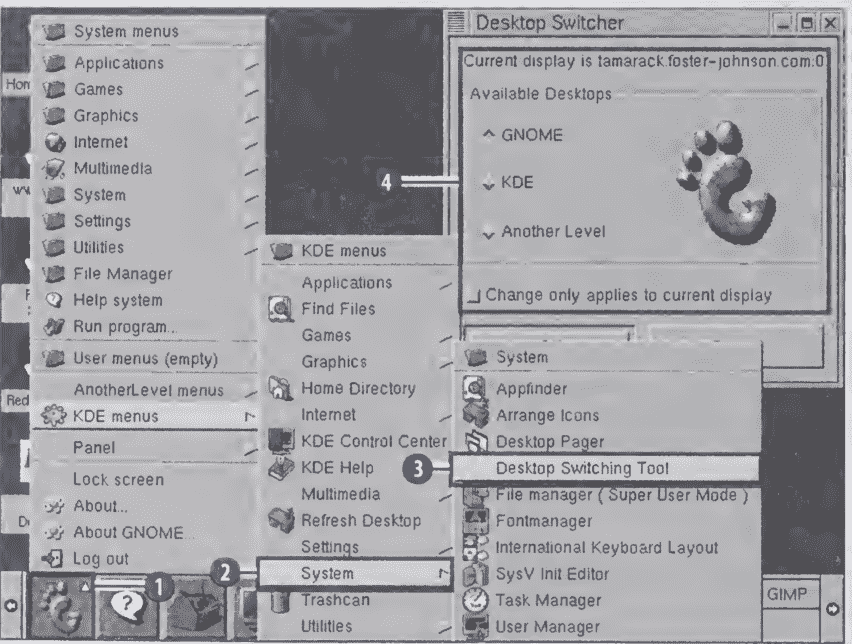 System menus
Applications
Games
Graphics
Internet
Multimedia
System
Settings
Utilities
File Manager
Help system
Run program...
User menus (empty)
AnotherLevel menus
KDE menus
Panel
Lock screen
About...
About GNOME...
Log out
KDE menus
Applications
Find Files
Games
Graphics
Home Directory
Internet
KDE Control Center
KDE Help
Multimedia
Refresh Desktop
Settings
System
Trashcan
Utilities
System
Appfinder
Arrange Icons
Desktop Pager
Desktop Switching Tool
File manager ( Super User Mode )
Fontmanager
International Keyboard Layout
SysV Init Editor
Task Manager
User Manager
Desktop Switcher
Current display is tamarack.foster-johnson.com:0
Available Desktops
GNOME
KDE
Another Level
Change only applies to current display
1
2
3
4
GIMP
Red